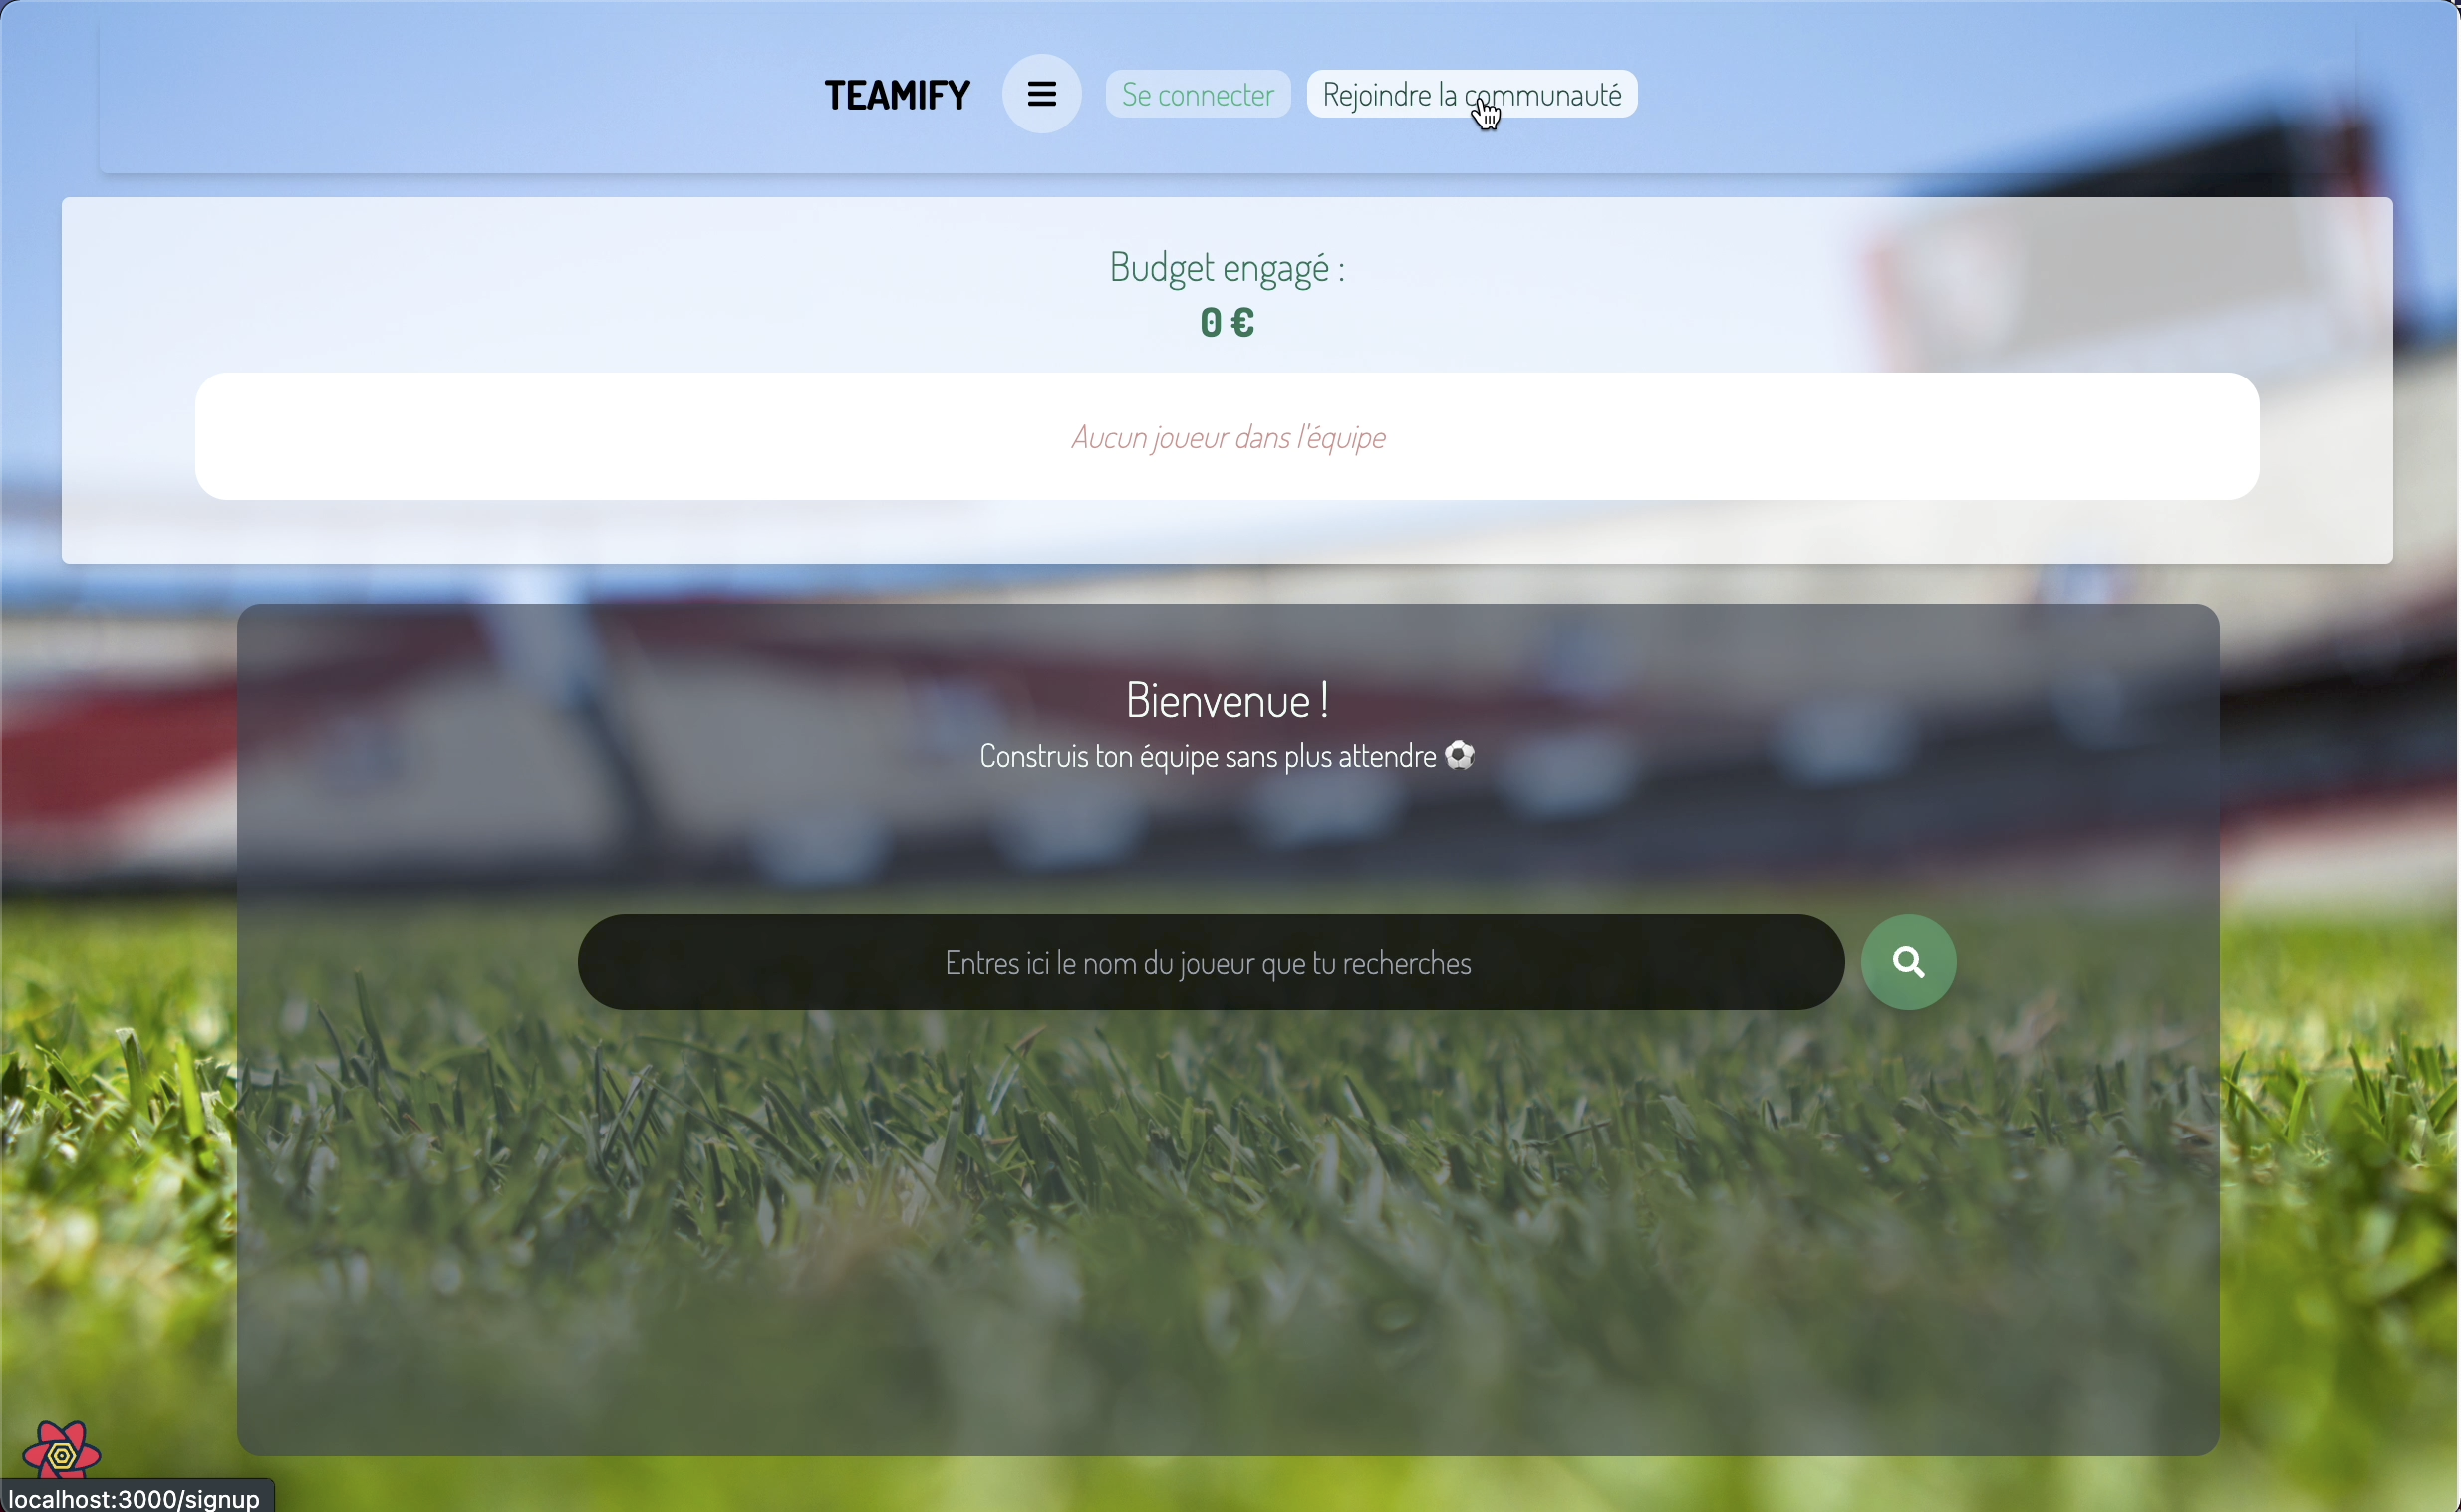 TEAMIFY
Se connecter
Rejoindre la communauté
Budget engagé :
0 €
Aucun joueur dans l'équipe
Bienvenue !
Construis ton équipe sans plus attendre ⚽
Entres ici le nom du joueur que tu recherches
localhost:3000/signup